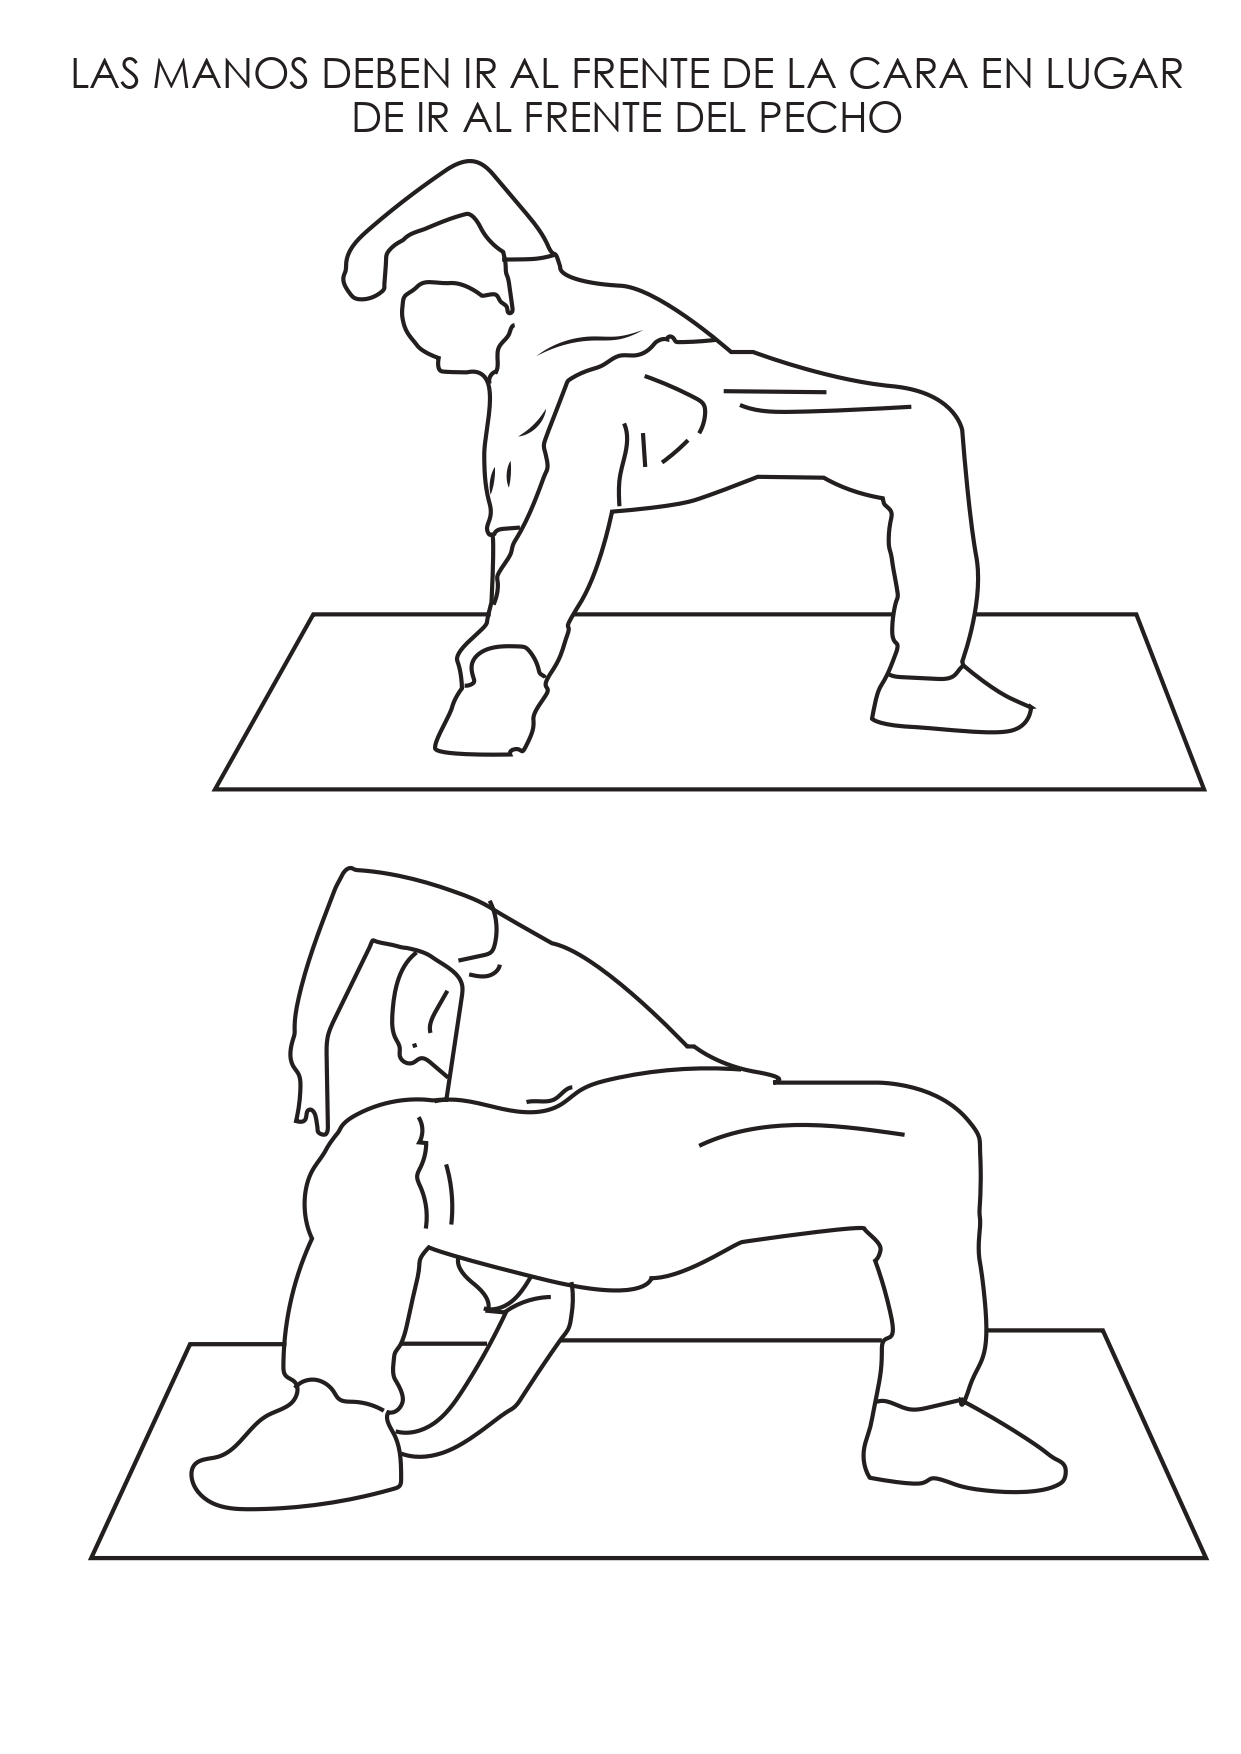 LAS MANOS DEBEN IR AL FRENTE DE LA CARA EN LUGAR
DE IR AL FRENTE DEL PECHO